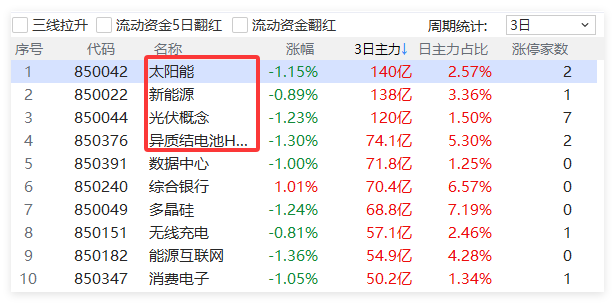 三线拉升 流动资金5日翻红 流动资金翻红 周期统计: 3日
序号 代码 名称 涨幅 3日主力↓ 日主力占比 涨停家数
1 850042 太阳能 -1.15% 140亿 2.57% 2
2 850022 新能源 -0.89% 138亿 3.36% 1
3 850044 光伏概念 -1.23% 120亿 1.50% 7
4 850376 异质结电池H... -1.30% 74.1亿 5.30% 2
5 850391 数据中心 -1.00% 71.8亿 1.25% 0
6 850240 综合银行 1.01% 70.4亿 6.57% 0
7 850049 多晶硅 -1.24% 68.8亿 7.19% 0
8 850151 无线充电 -0.81% 57.1亿 2.46% 1
9 850182 能源互联网 -1.36% 54.9亿 4.28% 0
10 850347 消费电子 -1.05% 50.2亿 1.34% 1